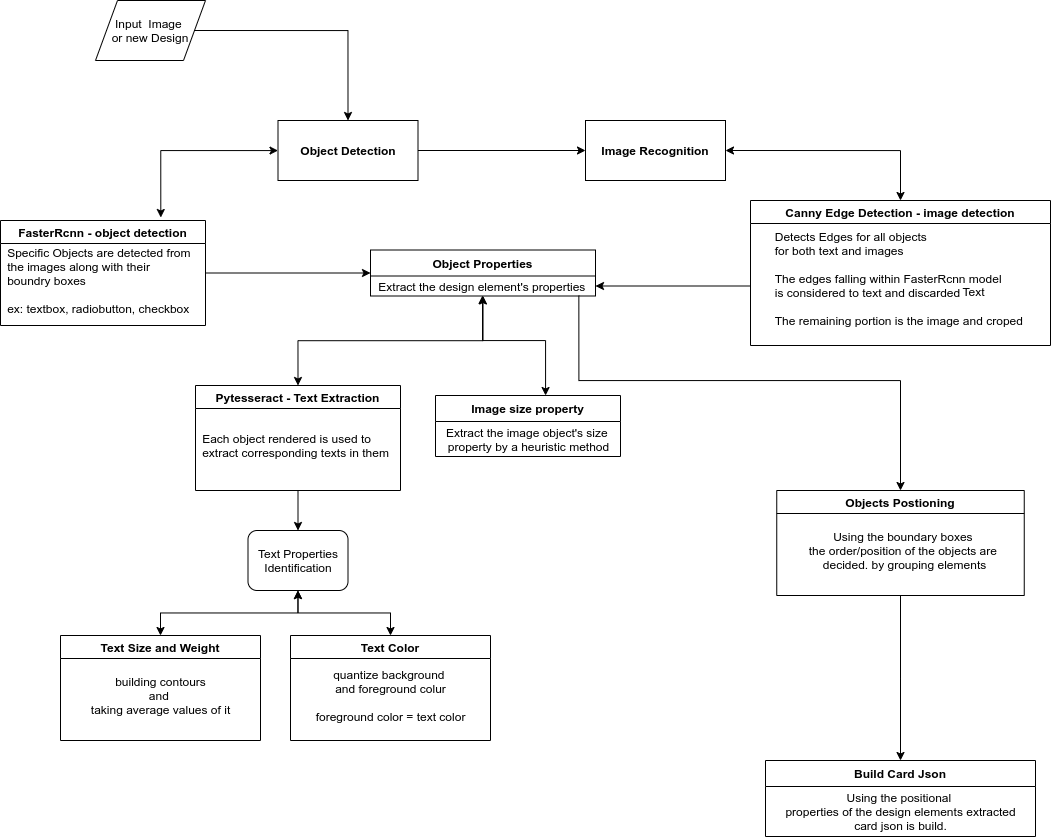 Input Image
or new Design
Object Detection
Image Recognition
FasterRcnn - object detection
Specific Objects are detected from
the images along with their
boundry boxes
ex: textbox, radiobutton, checkbox
Canny Edge Detection - image detection
Detects Edges for all objects
for both text and images
The edges falling within FasterRcnn model
is considered to text and discarded Text
The remaining portion is the image and croped
Object Properties
Extract the design element's properties
Pytesseract - Text Extraction
Each object rendered is used to
extract corresponding texts in them
Image size property
Extract the image object's size
property by a heuristic method
Objects Postioning
Using the boundary boxes
the order/position of the objects are
decided. by grouping elements
Text Properties
Identification
Text Size and Weight
building contours
and
taking average values of it
Text Color
quantize background
and foreground colur
foreground color = text color
Build Card Json
Using the positional
properties of the design elements extracted
card json is build.